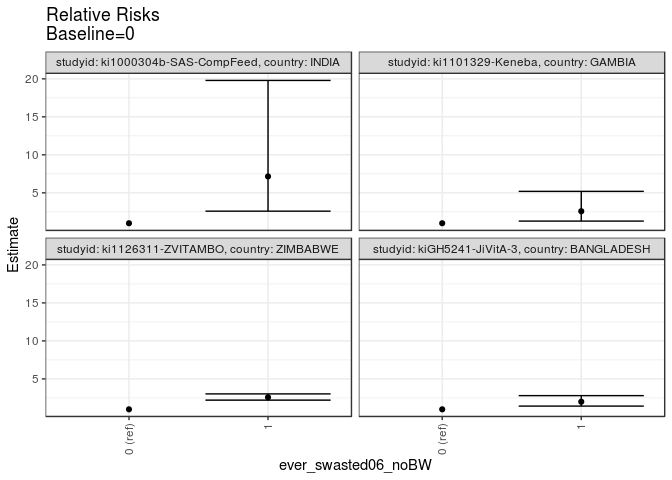 Relative Risks
Baseline=0
studyid: ki1000304b-SAS-CompFeed, country: INDIA
studyid: ki1101329-Keneba, country: GAMBIA
20
15
10
5
studyid: ki1126311-ZVITAMBO, country: ZIMBABWE
studyid: kiGH5241-JiVitA-3, country: BANGLADESH
20
15
10
5
Estimate
0 (ref)
1
0 (ref)
1
ever_swasted06_noBW